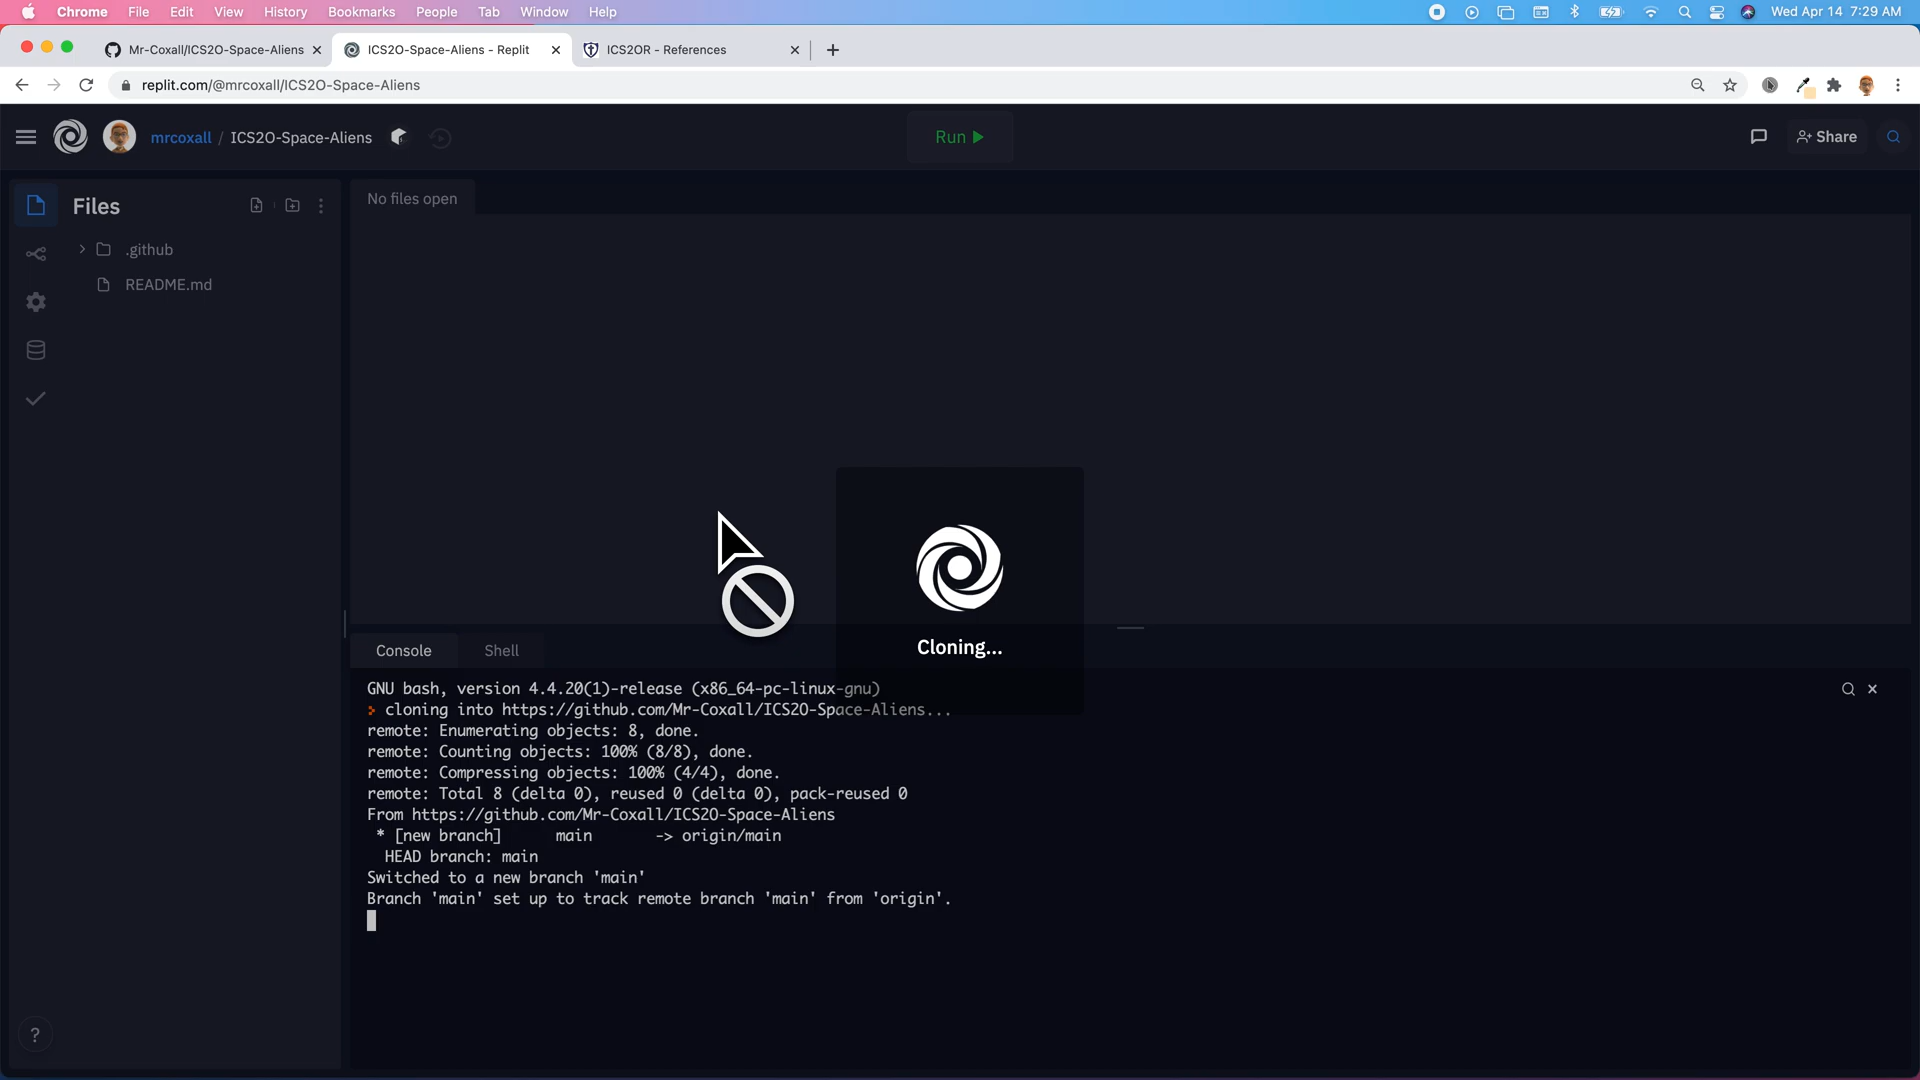 Chrome File Edit View History Bookmarks People Tab Window Help Wed Apr 14 7:29 AM
Mr-Coxall/ICS2O-Space-Aliens ICS2O-Space-Aliens - Replit ICS2OR - References
replit.com/@mrcoxall/ICS2O-Space-Aliens
mrcoxall / ICS2O-Space-Aliens Run Share
Files
No files open
.github
README.md
Cloning...
Console Shell
GNU bash, version 4.4.20(1)-release (x86_64-pc-linux-gnu)
cloning into https://github.com/Mr-Coxall/ICS2O-Space-Aliens...
remote: Enumerating objects: 8, done.
remote: Counting objects: 100% (8/8), done.
remote: Compressing objects: 100% (4/4), done.
remote: Total 8 (delta 0), reused 0 (delta 0), pack-reused 0
From https://github.com/Mr-Coxall/ICS2O-Space-Aliens
* [new branch] main -> origin/main
HEAD branch: main
Switched to a new branch 'main'
Branch 'main' set up to track remote branch 'main' from 'origin'.
?